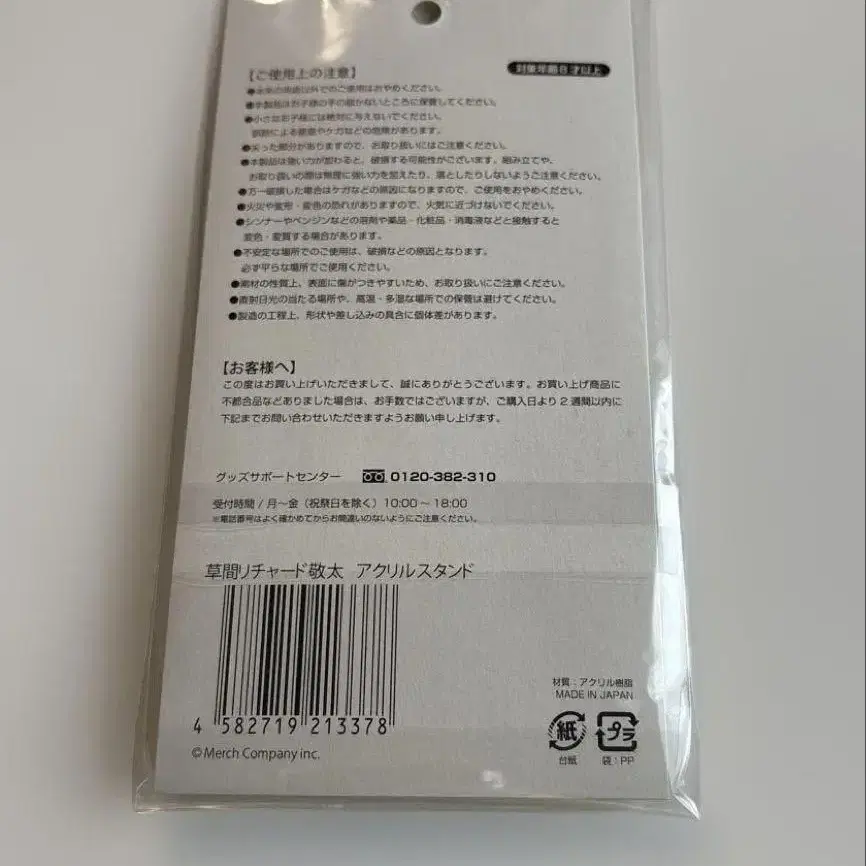 【ご使用上の注意】
対象年齢8才以上
●本来の用途以外でのご使用はおやめください。
●本製品はお子様の手の届かないところに保管してください。
●小さなお子様には絶対に与えないでください。
誤飲による窒息やケガなどの危険があります。
●尖った部分がありますので、お取り扱いにはご注意ください。
●本製品は強い力が加わると、破損する可能性がございます。組み立てや、
お取り扱いの際は無理に強い力を加えたり、落としたりしないようご注意ください。
●万一破損した場合はケガなどの原因になりますので、ご使用をおやめください。
●火災や変形・変色の恐れがありますので、火気に近づけないでください。
●シンナーやベンジンなどの溶剤や薬品・化粧品・消毒液などと接触すると
変色・変質する場合があります。
●不安定な場所でのご使用は、破損などの原因となります。
必ず平らな場所でご使用ください。
●素材の性質上、表面に傷がつきやすいため、お取り扱いにご注意ください。
●直射日光の当たる場所や、高温・多湿な場所での保管は避けてください。
●製造の工程上、形状や差し込みの具合に個体差があります。
【お客様へ】
この度はお買い上げいただきまして、誠にありがとうございます。お買い上げ商品に
不都合品などありました場合は、お手数ではございますが、ご購入日より2週間以内に
下記までお問い合わせいただきますようお願い申し上げます。
グッズサポートセンター 0120-382-310
受付時間/月～金（祝祭日を除く）10:00～18:00
※電話番号はよく確かめてからお間違いのないようにご注意ください。
草間リチャード敬太 アクリルスタンド
4 582719 213378
©Merch Company inc.
材質：アクリル樹脂
MADE IN JAPAN
紙 プラ
台紙 袋：PP